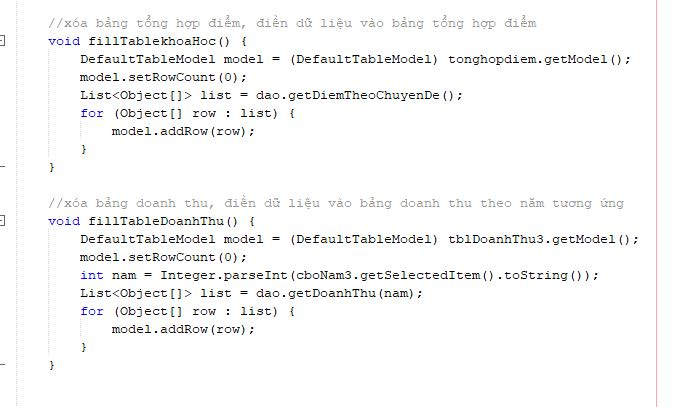 //xóa bảng tổng hợp điểm, điền dữ liệu vào bảng tổng hợp điểm
void fillTablekhoaHoc() {
DefaultTableModel model = (DefaultTableModel) tonghopdiem.getModel();
model.setRowCount(0);
List<Object[]> list = dao.getDiemTheoChuyenDe();
for (Object[] row : list) {
model.addRow(row);
}
}
//xóa bảng doanh thu, điền dữ liệu vào bảng doanh thu theo năm tương ứng
void fillTableDoanhThu() {
DefaultTableModel model = (DefaultTableModel) tblDoanhThu3.getModel();
model.setRowCount(0);
int nam = Integer.parseInt(cboNam3.getSelectedItem().toString());
List<Object[]> list = dao.getDoanhThu(nam);
for (Object[] row : list) {
model.addRow(row);
}
}